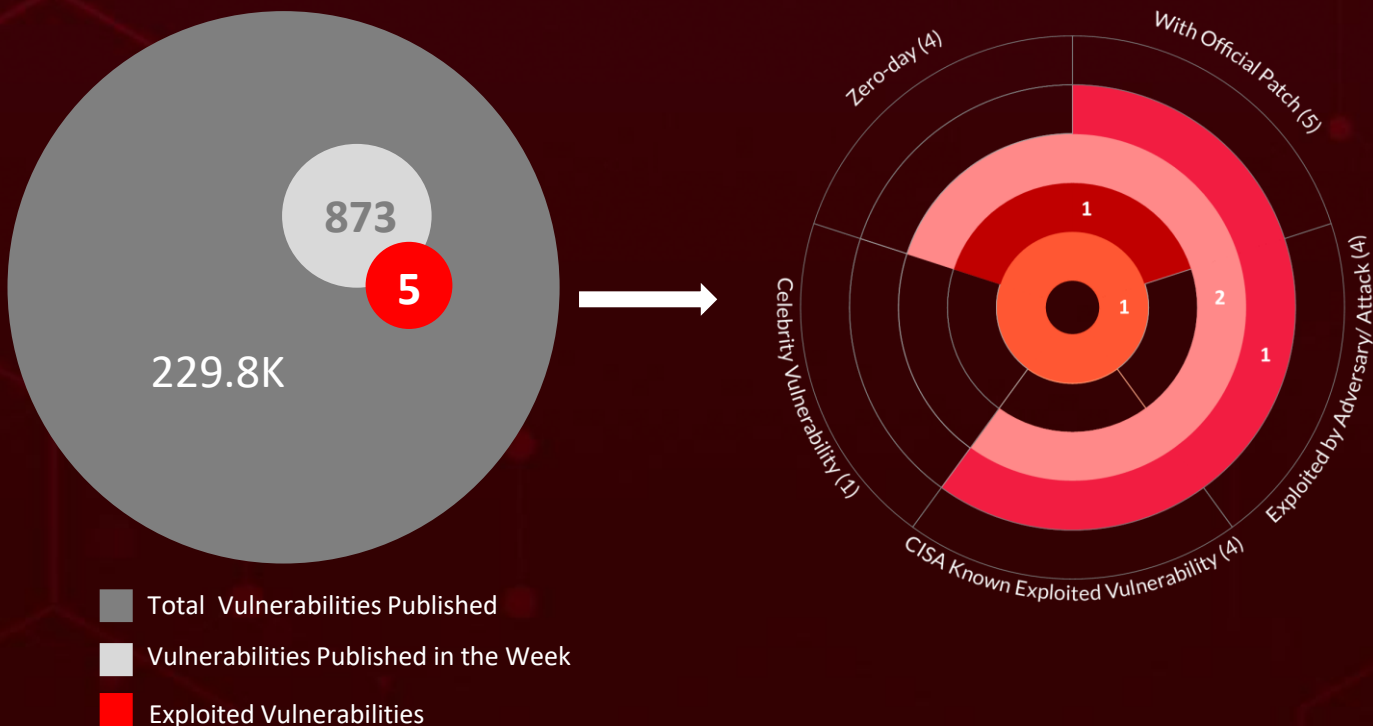 873
5
229.8K
Total Vulnerabilities Published
Vulnerabilities Published in the Week
Exploited Vulnerabilities
Zero-day (4)
With Official Patch (5)
Exploited by Adversary/ Attack (4)
CISA Known Exploited Vulnerability (4)
Celebrity Vulnerability (1)
1
1
2
1